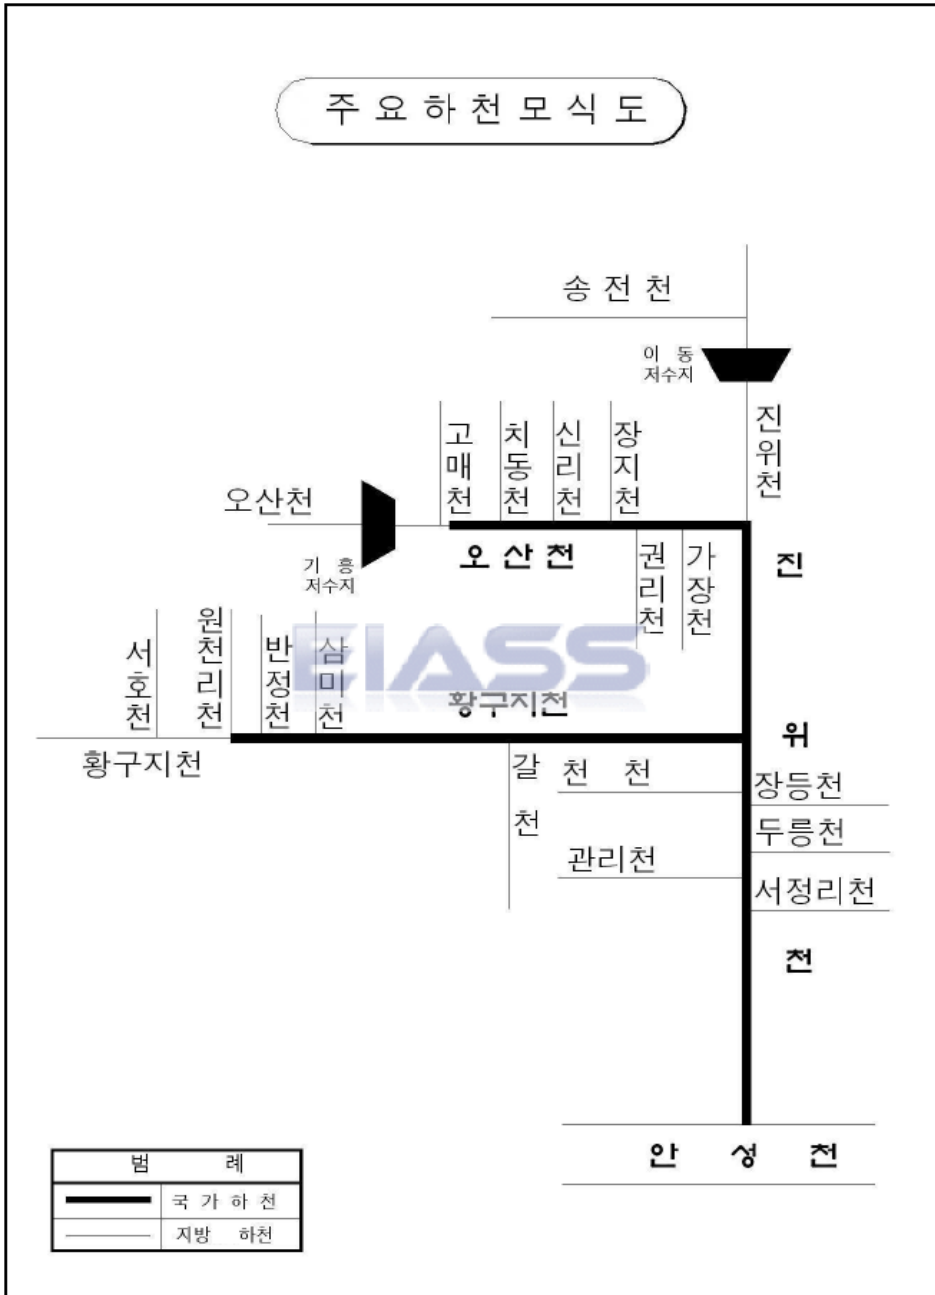 주요하천모식도
송전천
이동
저수지
진위천
고매천
치동천
신리천
장지천
오산천
기흥
저수지
오산천
권리천
가장천
진위천
서호천
원천리천
반정천
삼미천
EIASS
황구지천
황구지천
갈천
천천
관리천
장등천
두릉천
서정리천
안성천
범례
국가하천
지방 하천